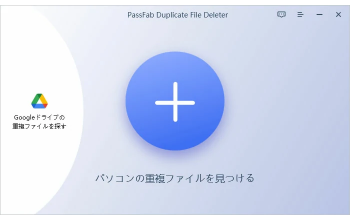 PassFab Duplicate File Deleter
Googleドライブの
重複ファイルを探す
パソコンの重複ファイルを見つける